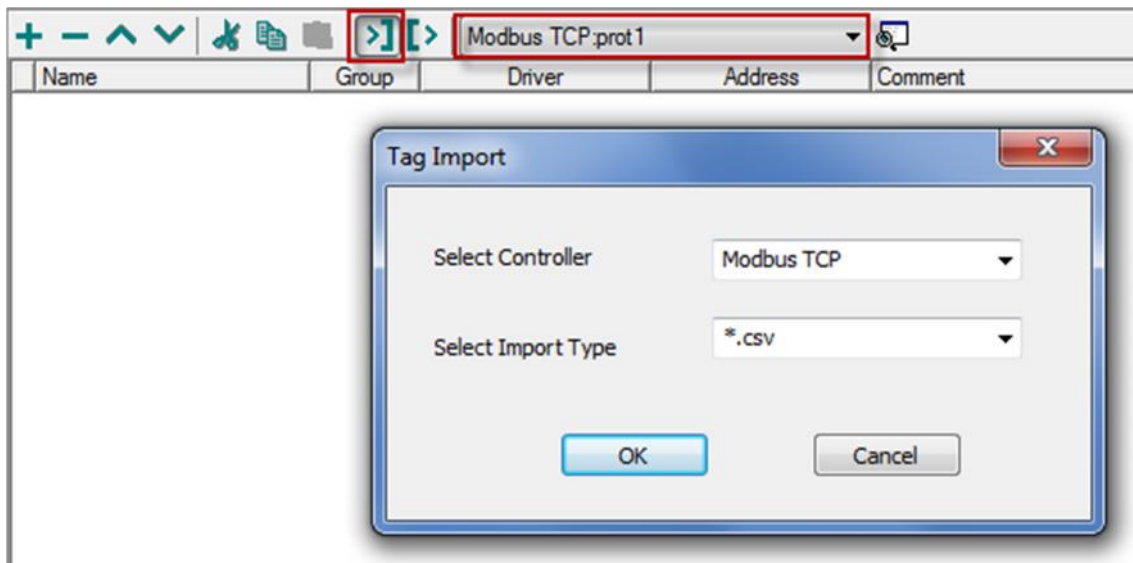 Modbus TCP:prot1
Name Group Driver Address Comment
Tag Import
Select Controller Modbus TCP
Select Import Type *.csv
OK Cancel